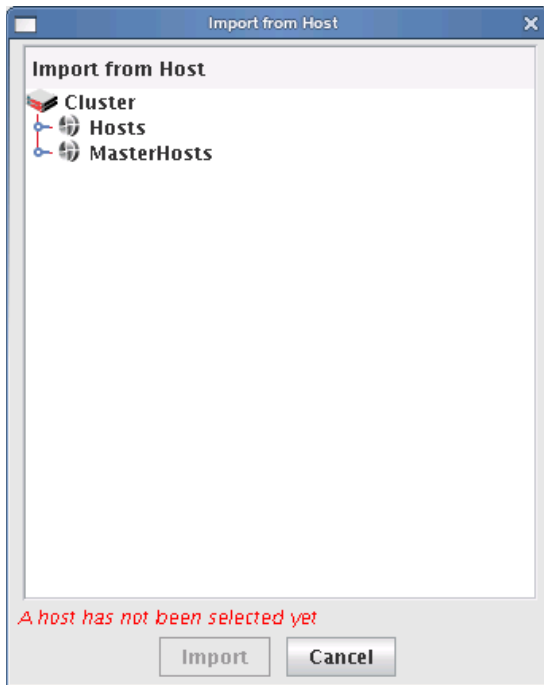 Import from Host
Import from Host
Cluster
Hosts
MasterHosts
A host has not been selected yet
Import Cancel